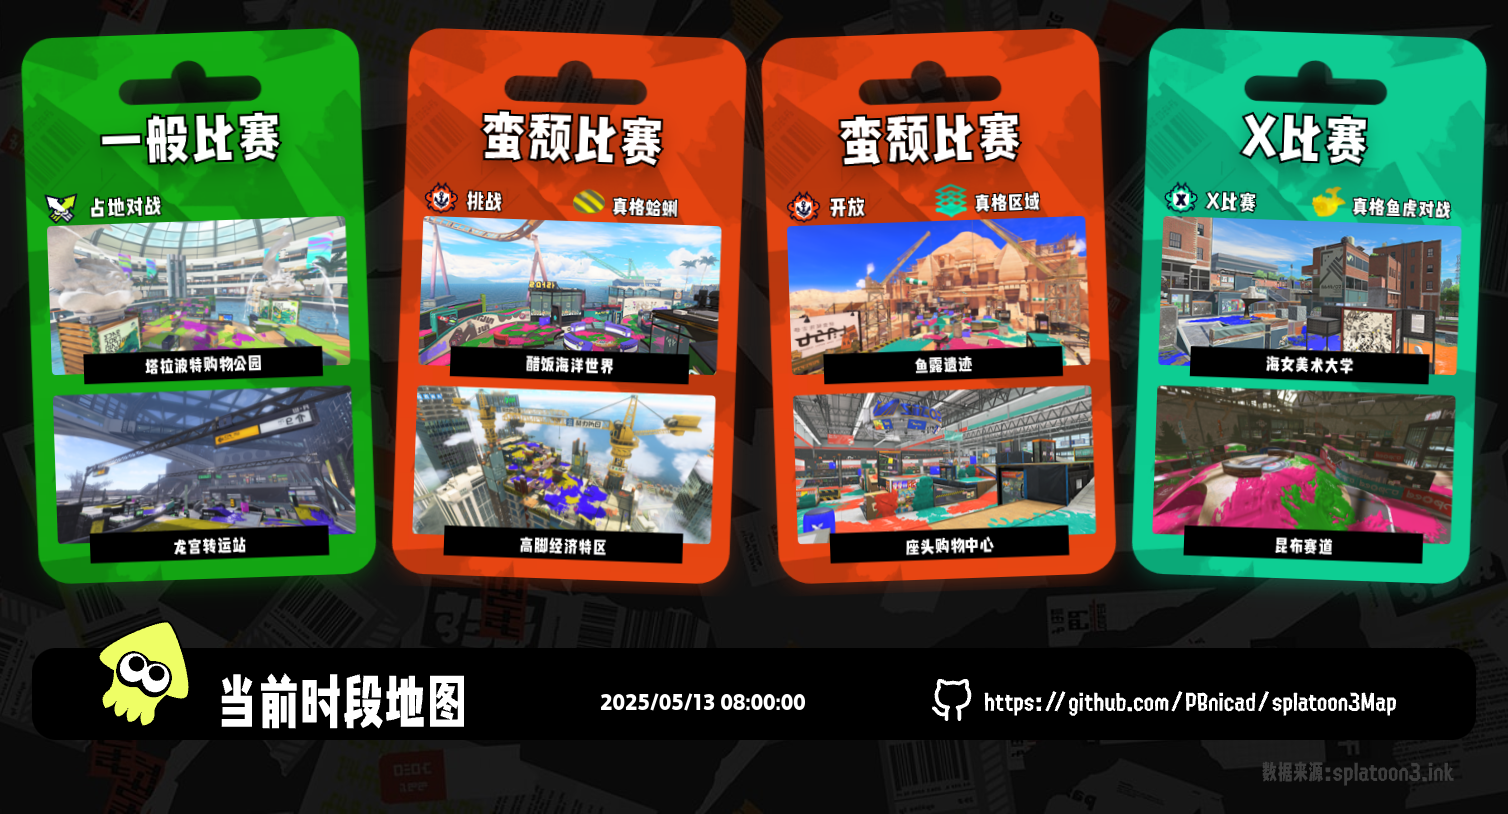 一般比赛
占地对战
塔拉波特购物公园
龙宫转运站
蛮颓比赛
挑战
真格蛤蜊
醋饭海洋世界
高脚经济特区
蛮颓比赛
开放
真格区域
鱼露遗迹
座头购物中心
X比赛
X比赛
真格鱼虎对战
海女美术大学
昆布赛道
当前时段地图
2025/05/13 08:00:00
https://github.com/PBnicad/splatoon3Map
数据来源:splatoon3.ink